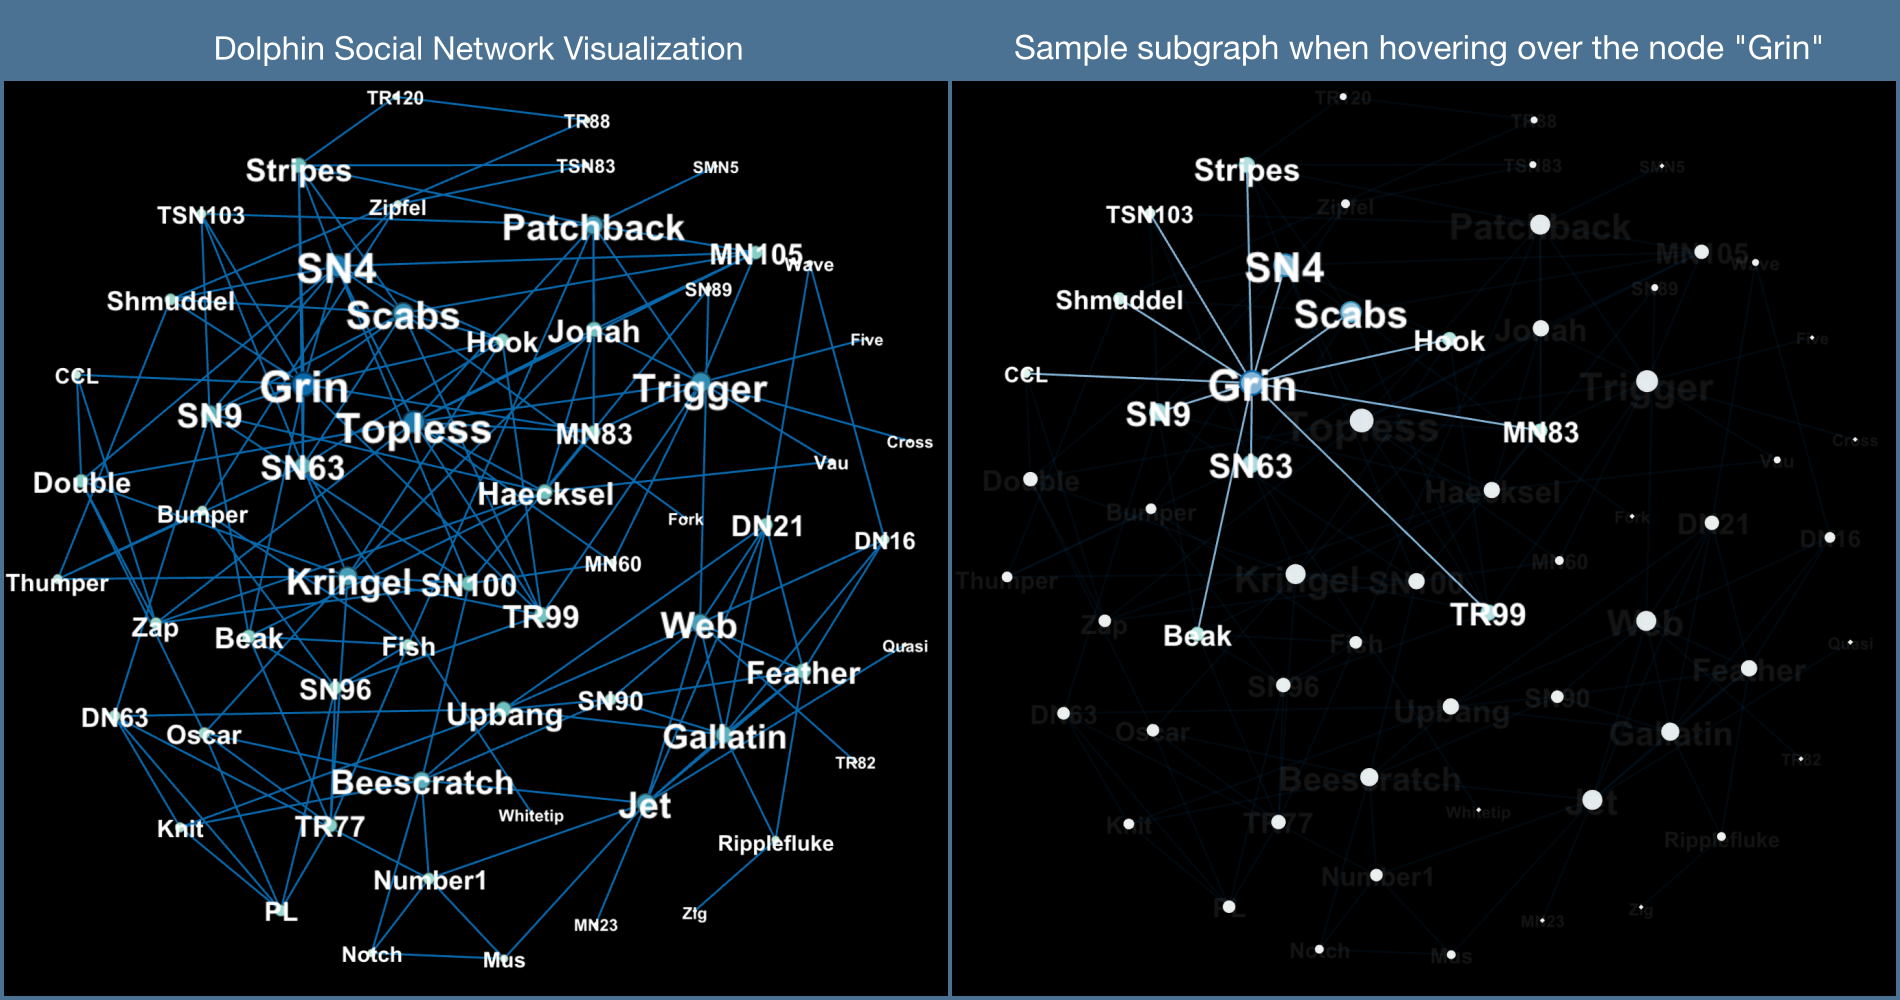 Dolphin Social Network Visualization
TR120
TR88
Stripes
TSN83
SMN5
TSN103
Zipfel
Patchback
MN105
Wave
SN4
SN89
Shmuddel
Scabs
Hook
Jonah
Five
CCL
Grin
Trigger
SN9
Topless
MN83
Cross
SN63
Vau
Double
Haecksel
Bumper
Fork
DN21
DN16
MN60
Thumper
Kringel
SN100
TR99
Zap
Beak
Fish
Web
Quasi
Feather
SN96
SN90
Upbang
DN63
Oscar
Gallatin
TR82
Beescratch
Whitetip
Jet
Knit
TR77
Ripplefluke
Number1
PL
MN23
Zig
Notch
Mus
Sample subgraph when hovering over the node "Grin"
TR120
TR88
Stripes
TSN83
SMN5
TSN103
Zipfel
Patchback
MN105
Wave
SN4
SN89
Shmuddel
Scabs
Hook
Jonah
Five
CCL
Grin
Trigger
SN9
Topless
MN83
Cross
SN63
Vau
Double
Haecksel
Bumper
Fork
DN21
DN16
MN60
Thumper
Kringel
SN100
TR99
Zap
Beak
Fish
Web
Quasi
Feather
SN96
SN90
Upbang
DN63
Oscar
Gallatin
TR82
Beescratch
Whitetip
Jet
Knit
TR77
Ripplefluke
Number1
PL
MN23
Zig
Notch
Mus